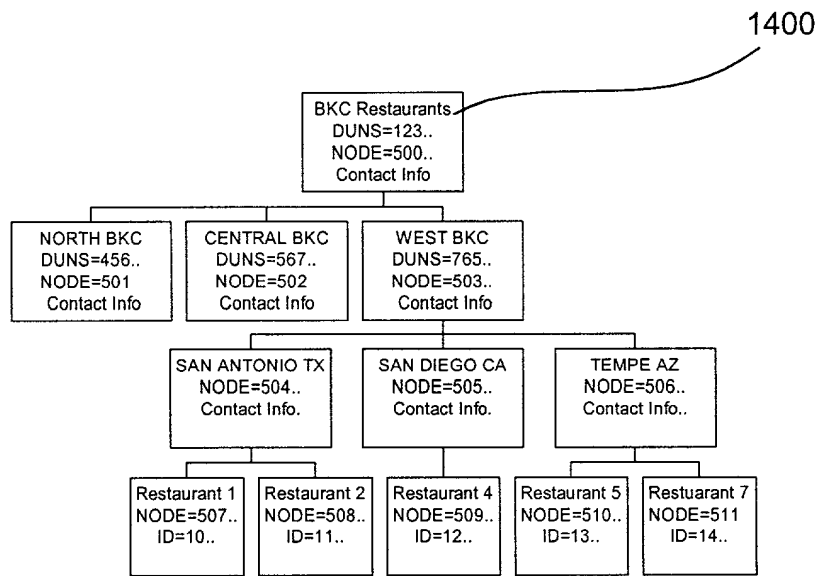 1400
BKC Restaurants
DUNS=123..
NODE=500..
Contact Info
NORTH BKC
DUNS=456..
NODE=501
Contact Info
CENTRAL BKC
DUNS=567..
NODE=502
Contact Info
WEST BKC
DUNS=765..
NODE=503..
Contact Info
SAN ANTONIO TX
NODE=504..
Contact Info.
SAN DIEGO CA
NODE=505..
Contact Info.
TEMPE AZ
NODE=506..
Contact Info..
Restaurant 1
NODE=507..
ID=10..
Restaurant 2
NODE=508..
ID=11..
Restaurant 4
NODE=509..
ID=12..
Restaurant 5
NODE=510..
ID=13..
Restuarant 7
NODE=511
ID=14..